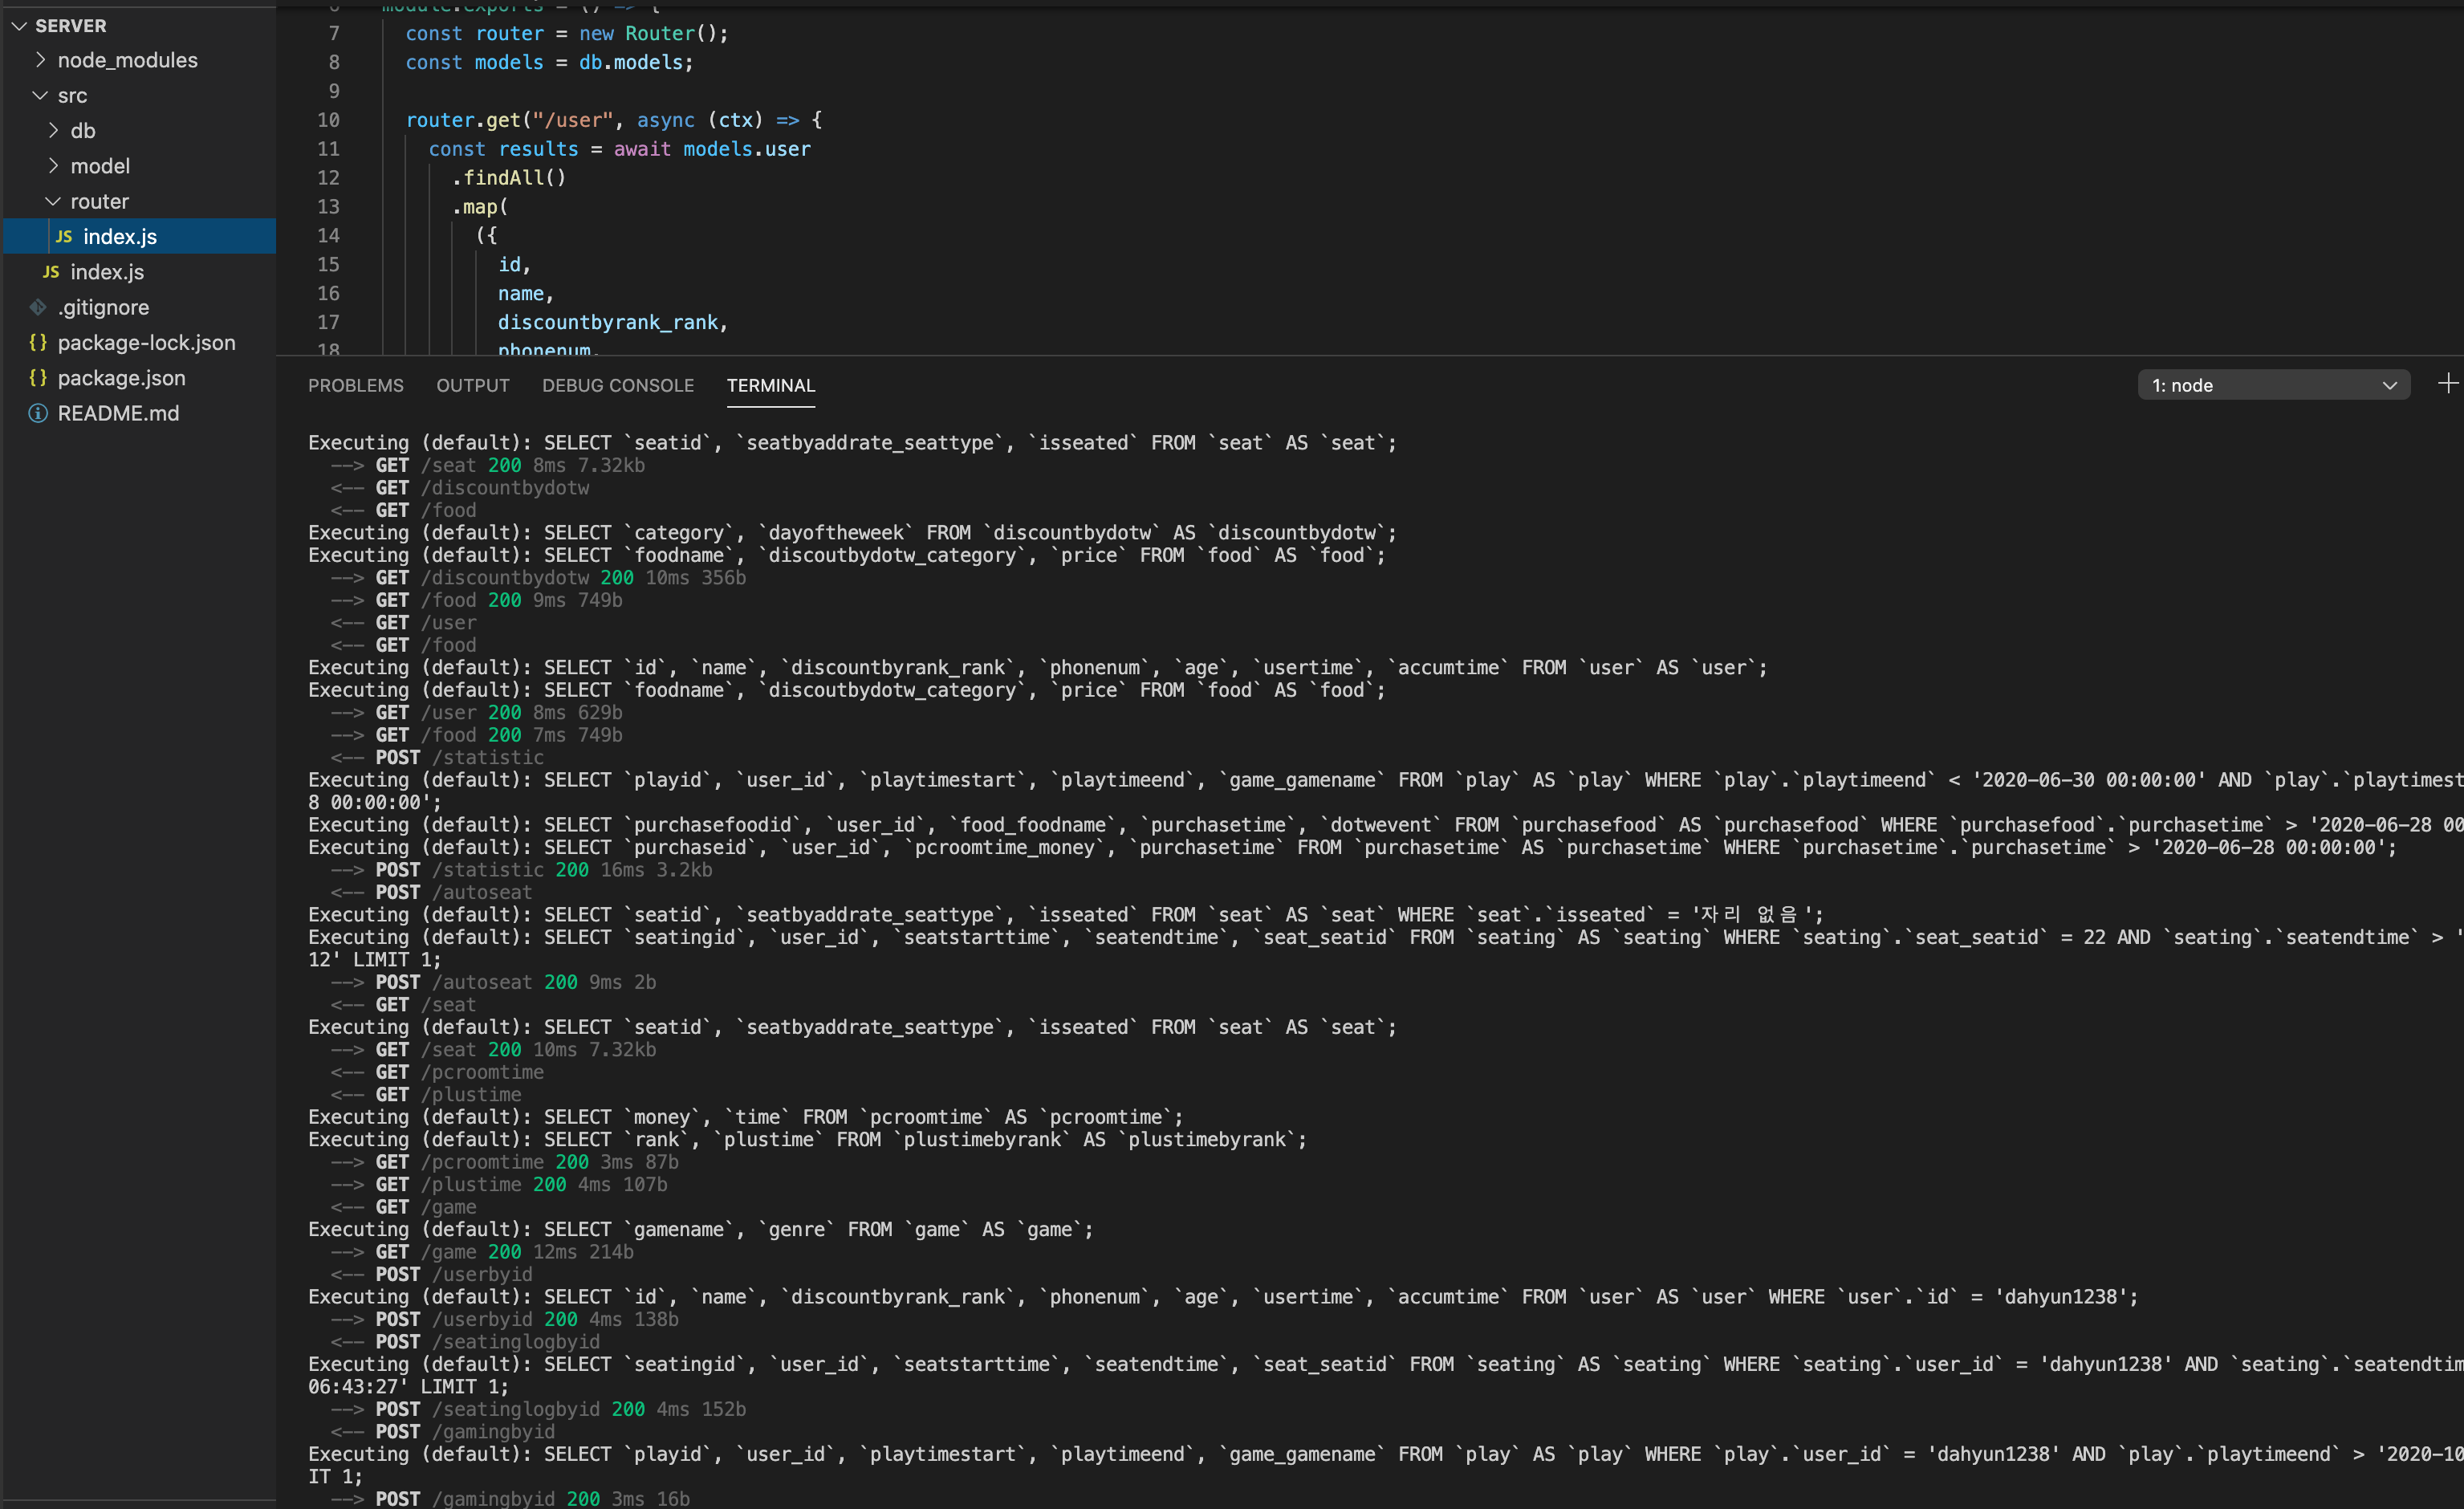 SERVER
node_modules
src
db
model
router
JS index.js
JS index.js
.gitignore
{} package-lock.json
{} package.json
README.md
6 module.exports = () => {
7 const router = new Router();
8 const models = db.models;
9
10 router.get("/user", async (ctx) => {
11 const results = await models.user
12 .findAll()
13 .map(
14 ({
15 id,
16 name,
17 discountbyrank_rank,
18 phonenum,
PROBLEMS OUTPUT DEBUG CONSOLE TERMINAL 1: node
Executing (default): SELECT `seatid`, `seatbyaddrate_seattype`, `isseated` FROM `seat` AS `seat`;
--> GET /seat 200 8ms 7.32kb
<-- GET /discountbydotw
<-- GET /food
Executing (default): SELECT `category`, `dayoftheweek` FROM `discountbydotw` AS `discountbydotw`;
Executing (default): SELECT `foodname`, `discoutbydotw_category`, `price` FROM `food` AS `food`;
--> GET /discountbydotw 200 10ms 356b
--> GET /food 200 9ms 749b
<-- GET /user
<-- GET /food
Executing (default): SELECT `id`, `name`, `discountbyrank_rank`, `phonenum`, `age`, `usertime`, `accumtime` FROM `user` AS `user`;
Executing (default): SELECT `foodname`, `discoutbydotw_category`, `price` FROM `food` AS `food`;
--> GET /user 200 8ms 629b
--> GET /food 200 7ms 749b
<-- POST /statistic
Executing (default): SELECT `playid`, `user_id`, `playtimestart`, `playtimeend`, `game_gamename` FROM `play` AS `play` WHERE `play`.`playtimeend` < '2020-06-30 00:00:00' AND `play`.`playtimest
8 00:00:00';
Executing (default): SELECT `purchasefoodid`, `user_id`, `food_foodname`, `purchasetime`, `dotwevent` FROM `purchasefood` AS `purchasefood` WHERE `purchasefood`.`purchasetime` > '2020-06-28 00
Executing (default): SELECT `purchaseid`, `user_id`, `pcroomtime_money`, `purchasetime` FROM `purchasetime` AS `purchasetime` WHERE `purchasetime`.`purchasetime` > '2020-06-28 00:00:00';
--> POST /statistic 200 16ms 3.2kb
<-- POST /autoseat
Executing (default): SELECT `seatid`, `seatbyaddrate_seattype`, `isseated` FROM `seat` AS `seat` WHERE `seat`.`isseated` = '자리 없음';
Executing (default): SELECT `seatingid`, `user_id`, `seatstarttime`, `seatendtime`, `seat_seatid` FROM `seating` AS `seating` WHERE `seating`.`seat_seatid` = 22 AND `seating`.`seatendtime` > '
12' LIMIT 1;
--> POST /autoseat 200 9ms 2b
<-- GET /seat
Executing (default): SELECT `seatid`, `seatbyaddrate_seattype`, `isseated` FROM `seat` AS `seat`;
--> GET /seat 200 10ms 7.32kb
<-- GET /pcroomtime
<-- GET /plustime
Executing (default): SELECT `money`, `time` FROM `pcroomtime` AS `pcroomtime`;
Executing (default): SELECT `rank`, `plustime` FROM `plustimebyrank` AS `plustimebyrank`;
--> GET /pcroomtime 200 3ms 87b
--> GET /plustime 200 4ms 107b
<-- GET /game
Executing (default): SELECT `gamename`, `genre` FROM `game` AS `game`;
--> GET /game 200 12ms 214b
<-- POST /userbyid
Executing (default): SELECT `id`, `name`, `discountbyrank_rank`, `phonenum`, `age`, `usertime`, `accumtime` FROM `user` AS `user` WHERE `user`.`id` = 'dahyun1238';
--> POST /userbyid 200 4ms 138b
<-- POST /seatinglogbyid
Executing (default): SELECT `seatingid`, `user_id`, `seatstarttime`, `seatendtime`, `seat_seatid` FROM `seating` AS `seating` WHERE `seating`.`user_id` = 'dahyun1238' AND `seating`.`seatendtim
06:43:27' LIMIT 1;
--> POST /seatinglogbyid 200 4ms 152b
<-- POST /gamingbyid
Executing (default): SELECT `playid`, `user_id`, `playtimestart`, `playtimeend`, `game_gamename` FROM `play` AS `play` WHERE `play`.`user_id` = 'dahyun1238' AND `play`.`playtimeend` > '2020-10
IT 1;
--> POST /gamingbyid 200 3ms 16b